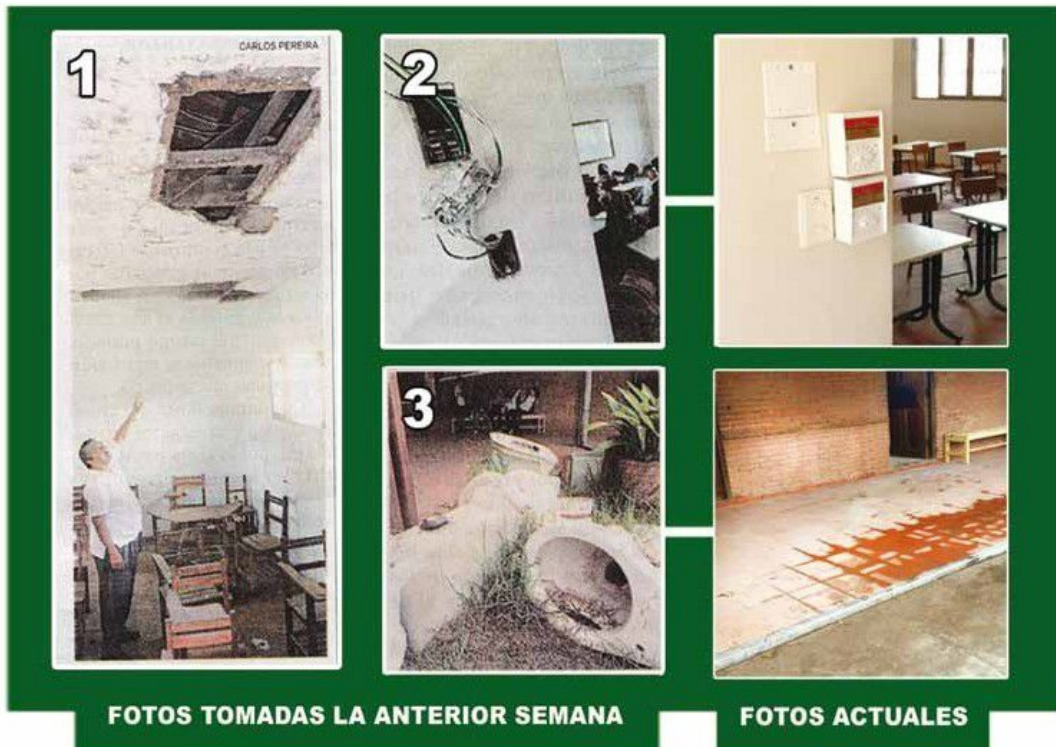 CARLOS PEREIRA
1
2
3
FOTOS TOMADAS LA ANTERIOR SEMANA
FOTOS ACTUALES